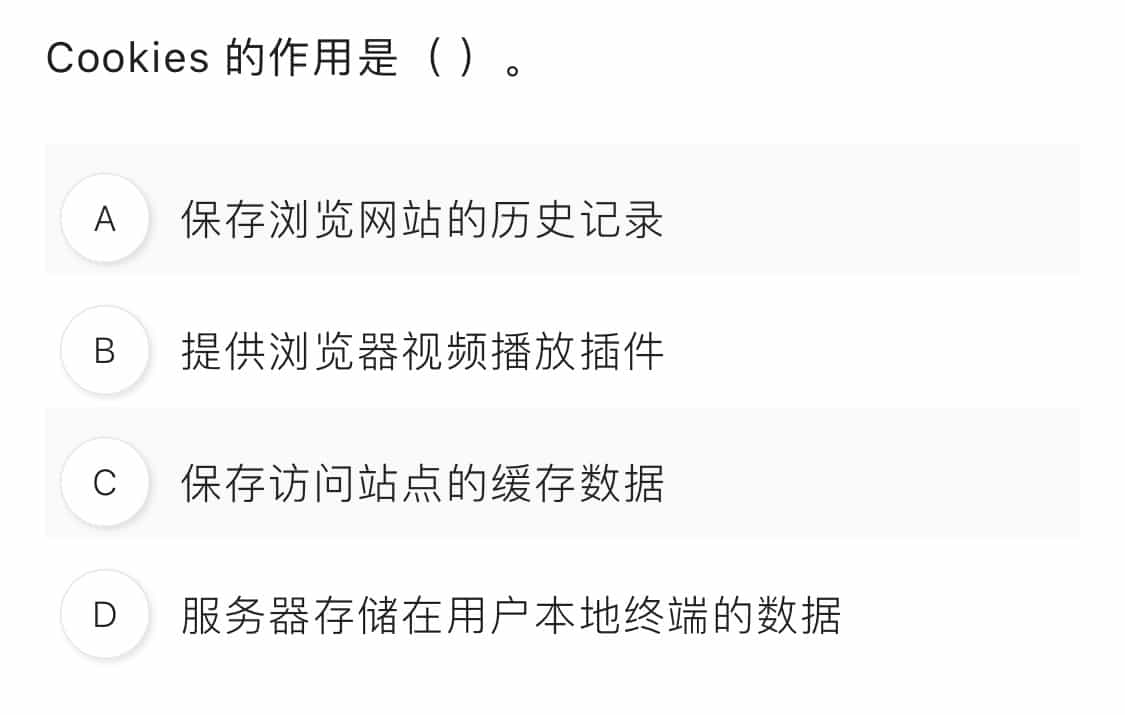 Cookies 的作用是（ ）。
A 保存浏览网站的历史记录
B 提供浏览器视频播放插件
C 保存访问站点的缓存数据
D 服务器存储在用户本地终端的数据